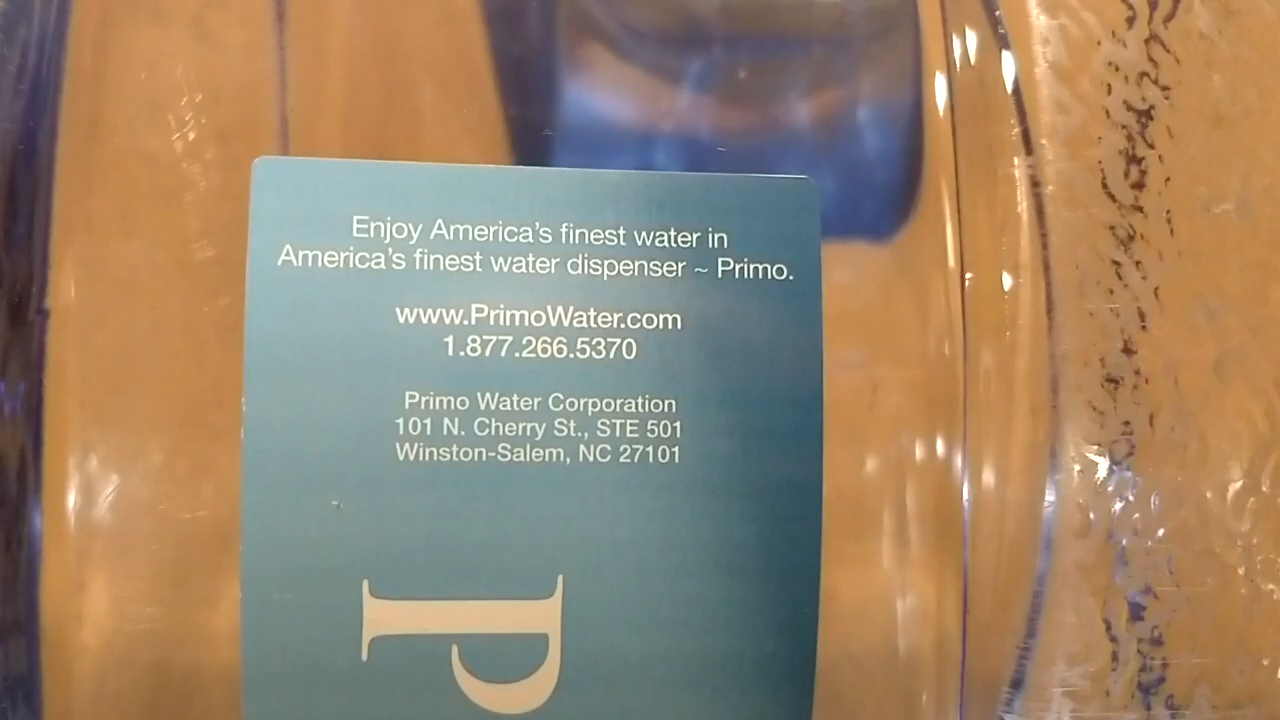 Enjoy America's finest water in
America's finest water dispenser ~ Primo.
www.PrimoWater.com
1.877.266.5370
Primo Water Corporation
101 N. Cherry St., STE 501
Winston-Salem, NC 27101
P